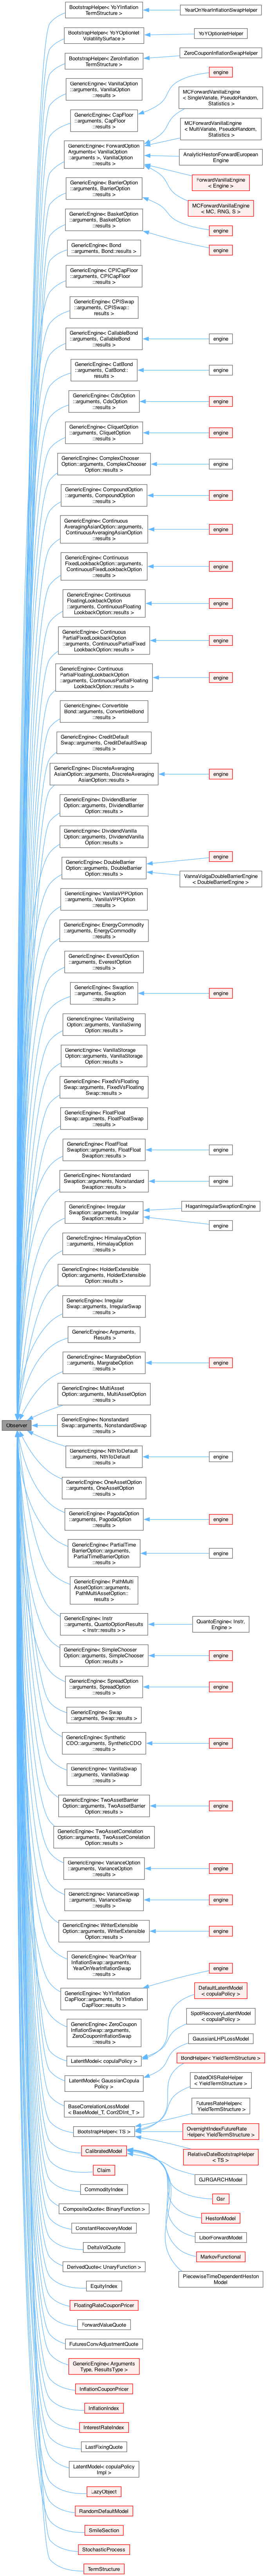 BootstrapHelper< YoYInflation
TermStructure >
YearOnYearInflationSwapHelper
BootstrapHelper< YoYOptionlet
VolatilitySurface >
YoYOptionletHelper
BootstrapHelper< ZeroInflation
TermStructure >
ZeroCouponInflationSwapHelper
GenericEngine< VanillaOption
::arguments, VanillaOption
::results >
engine
GenericEngine< CapFloor
::arguments, CapFloor
::results >
MCForwardVanillaEngine
< SingleVariate, PseudoRandom,
Statistics >
MCForwardVanillaEngine
< MultiVariate, PseudoRandom,
Statistics >
GenericEngine< ForwardOption
Arguments< VanillaOption
::arguments >, VanillaOption
::results >
AnalyticHestonForwardEuropean
Engine
ForwardVanillaEngine
< Engine >
GenericEngine< BarrierOption
::arguments, BarrierOption
::results >
MCForwardVanillaEngine
< MC, RNG, S >
GenericEngine< BasketOption
::arguments, BasketOption
::results >
engine
GenericEngine< Bond
::arguments, Bond::results >
engine
GenericEngine< CPICapFloor
::arguments, CPICapFloor
::results >
GenericEngine< CPISwap
::arguments, CPISwap::
results >
GenericEngine< CallableBond
::arguments, CallableBond
::results >
engine
GenericEngine< CatBond
::arguments, CatBond::
results >
engine
GenericEngine< CdsOption
::arguments, CdsOption
::results >
engine
GenericEngine< CliquetOption
::arguments, CliquetOption
::results >
engine
GenericEngine< ComplexChooser
Option::arguments, ComplexChooser
Option::results >
engine
GenericEngine< CompoundOption
::arguments, CompoundOption
::results >
engine
GenericEngine< Continuous
AveragingAsianOption::arguments,
ContinuousAveragingAsianOption
::results >
engine
GenericEngine< Continuous
FixedLookbackOption::arguments,
ContinuousFixedLookbackOption
::results >
engine
GenericEngine< Continuous
FloatingLookbackOption
::arguments, ContinuousFloating
LookbackOption::results >
engine
GenericEngine< Continuous
PartialFixedLookbackOption
::arguments, ContinuousPartialFixed
LookbackOption::results >
engine
GenericEngine< Continuous
PartialFloatingLookbackOption
::arguments, ContinuousPartialFloating
LookbackOption::results >
engine
GenericEngine< Convertible
Bond::arguments, ConvertibleBond
::results >
GenericEngine< CreditDefault
Swap::arguments, CreditDefaultSwap
::results >
GenericEngine< DiscreteAveraging
AsianOption::arguments, DiscreteAveraging
AsianOption::results >
engine
GenericEngine< DividendBarrier
Option::arguments, DividendBarrier
Option::results >
GenericEngine< DividendVanilla
Option::arguments, DividendVanilla
Option::results >
GenericEngine< DoubleBarrier
Option::arguments, DoubleBarrier
Option::results >
engine
VannaVolgaDoubleBarrierEngine
< DoubleBarrierEngine >
GenericEngine< VanillaVPPOption
::arguments, VanillaVPPOption
::results >
GenericEngine< EnergyCommodity
::arguments, EnergyCommodity
::results >
GenericEngine< EverestOption
::arguments, EverestOption
::results >
GenericEngine< Swaption
::arguments, Swaption
::results >
engine
GenericEngine< VanillaSwing
Option::arguments, VanillaSwing
Option::results >
GenericEngine< VanillaStorage
Option::arguments, VanillaStorage
Option::results >
GenericEngine< FixedVsFloating
Swap::arguments, FixedVsFloating
Swap::results >
GenericEngine< FloatFloat
Swap::arguments, FloatFloatSwap
::results >
GenericEngine< FloatFloat
Swaption::arguments, FloatFloat
Swaption::results >
engine
GenericEngine< Nonstandard
Swaption::arguments, Nonstandard
Swaption::results >
engine
GenericEngine< Irregular
Swaption::arguments, Irregular
Swaption::results >
HaganIrregularSwaptionEngine
engine
GenericEngine< HimalayaOption
::arguments, HimalayaOption
::results >
GenericEngine< HolderExtensible
Option::arguments, HolderExtensible
Option::results >
GenericEngine< Irregular
Swap::arguments, IrregularSwap
::results >
GenericEngine< Arguments,
Results >
GenericEngine< MargrabeOption
::arguments, MargrabeOption
::results >
engine
GenericEngine< MultiAsset
Option::arguments, MultiAssetOption
::results >
Observer
GenericEngine< Nonstandard
Swap::arguments, NonstandardSwap
::results >
GenericEngine< NthToDefault
::arguments, NthToDefault
::results >
engine
GenericEngine< OneAssetOption
::arguments, OneAssetOption
::results >
GenericEngine< PagodaOption
::arguments, PagodaOption
::results >
engine
GenericEngine< PartialTime
BarrierOption::arguments,
PartialTimeBarrierOption
::results >
engine
GenericEngine< PathMulti
AssetOption::arguments,
PathMultiAssetOption::
results >
GenericEngine< Instr
::arguments, QuantoOptionResults
< Instr::results > >
QuantoEngine< Instr,
Engine >
GenericEngine< SimpleChooser
Option::arguments, SimpleChooser
Option::results >
engine
GenericEngine< SpreadOption
::arguments, SpreadOption
::results >
engine
GenericEngine< Swap
::arguments, Swap::results >
GenericEngine< Synthetic
CDO::arguments, SyntheticCDO
::results >
engine
GenericEngine< VanillaSwap
::arguments, VanillaSwap
::results >
GenericEngine< TwoAssetBarrier
Option::arguments, TwoAssetBarrier
Option::results >
engine
GenericEngine< TwoAssetCorrelation
Option::arguments, TwoAssetCorrelation
Option::results >
GenericEngine< VarianceOption
::arguments, VarianceOption
::results >
engine
GenericEngine< VarianceSwap
::arguments, VarianceSwap
::results >
engine
GenericEngine< WriterExtensible
Option::arguments, WriterExtensible
Option::results >
engine
GenericEngine< YearOnYear
InflationSwap::arguments,
YearOnYearInflationSwap
::results >
engine
GenericEngine< YoYInflation
CapFloor::arguments, YoYInflation
CapFloor::results >
DefaultLatentModel
< copulaPolicy >
GenericEngine< ZeroCoupon
InflationSwap::arguments,
ZeroCouponInflationSwap
::results >
SpotRecoveryLatentModel
< copulaPolicy >
GaussianLHPLossModel
LatentModel< copulaPolicy >
BondHelper< YieldTermStructure >
LatentModel< GaussianCopula
Policy >
DatedOISRateHelper
< YieldTermStructure >
BaseCorrelationLossModel
< BaseModel_T, Corr2DInt_T >
FuturesRateHelper<
YieldTermStructure >
BootstrapHelper< TS >
OvernightIndexFutureRate
Helper< YieldTermStructure >
CalibratedModel
RelativeDateBootstrapHelper
< TS >
Claim
GJRGARCHModel
CommodityIndex
Gsr
CompositeQuote< BinaryFunction >
HestonModel
ConstantRecoveryModel
LiborForwardModel
DeltaVolQuote
MarkovFunctional
DerivedQuote< UnaryFunction >
PiecewiseTimeDependentHeston
Model
EquityIndex
FloatingRateCouponPricer
ForwardValueQuote
FuturesConvAdjustmentQuote
GenericEngine< Arguments
Type, ResultsType >
InflationCouponPricer
InflationIndex
InterestRateIndex
LastFixingQuote
LatentModel< copulaPolicy
Impl >
LazyObject
RandomDefaultModel
SmileSection
StochasticProcess
TermStructure